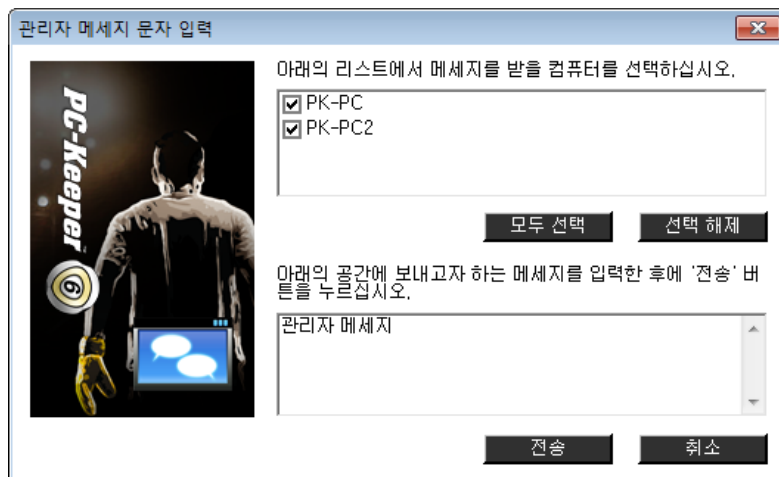 관리자 메세지 문자 입력
아래의 리스트에서 메세지를 받을 컴퓨터를 선택하십시오.
PK-PC
PK-PC2
모두 선택
선택 해제
아래의 공간에 보내고자 하는 메세지를 입력한 후에 '전송' 버
튼을 누르십시오.
관리자 메세지
전송
취소
PC-Keeper™
6